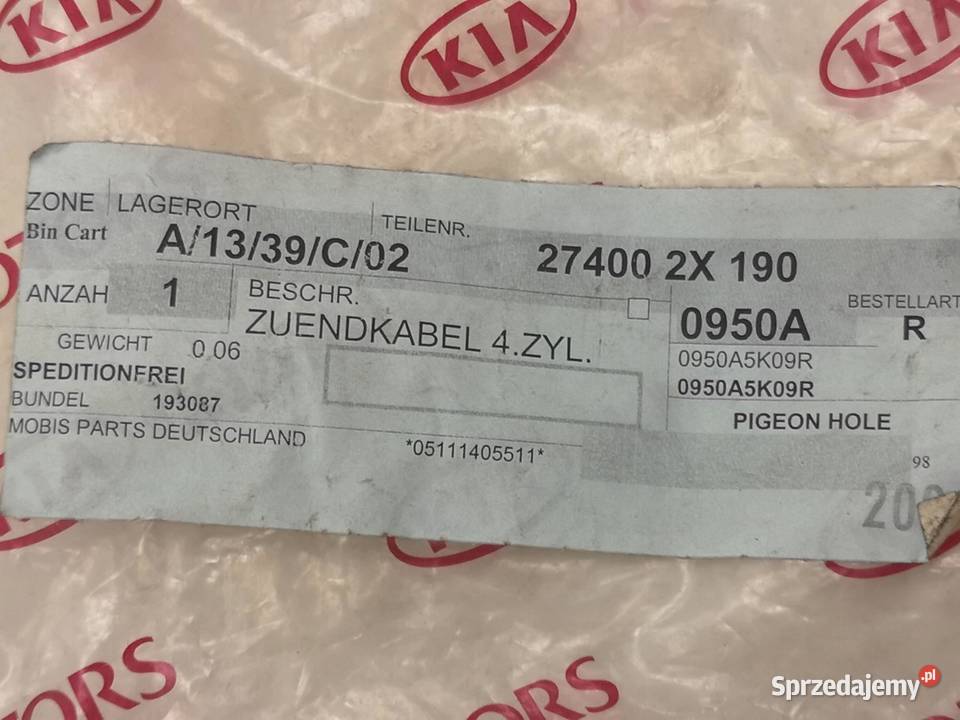 KIA
KIA
KIA
ZONE
LAGERORT
TEILENR.
Bin Cart
A/13/39/C/02
27400 2X 190
ANZAH
1
BESCHR.
ZUENDKABEL 4.ZYL.
0950A
BESTELLART
R
GEWICHT
0 06
0950A5K09R
SPEDITIONFREI
0950A5K09R
BUNDEL
193087
PIGEON HOLE
MOBIS PARTS DEUTSCHLAND
*05111405511*
98
ORS
ORS
Sprzedajemy.pl